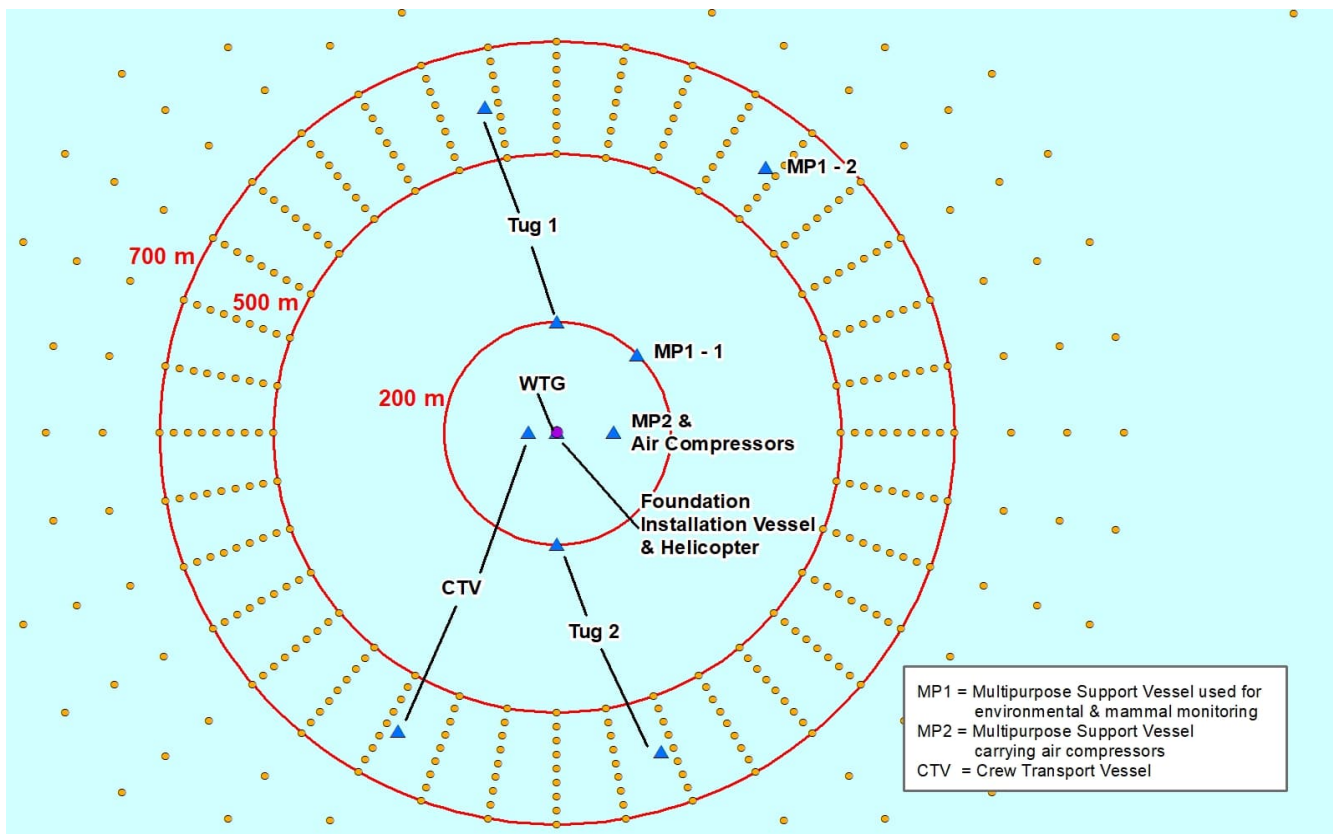 MP1 - 2
Tug 1
700 m
500 m
MP1 - 1
WTG
200 m
MP2 &
Air Compressors
Foundation
Installation Vessel
& Helicopter
CTV
Tug 2
MP1 = Multipurpose Support Vessel used for
environmental & mammal monitoring
MP2 = Multipurpose Support Vessel
carrying air compressors
CTV = Crew Transport Vessel